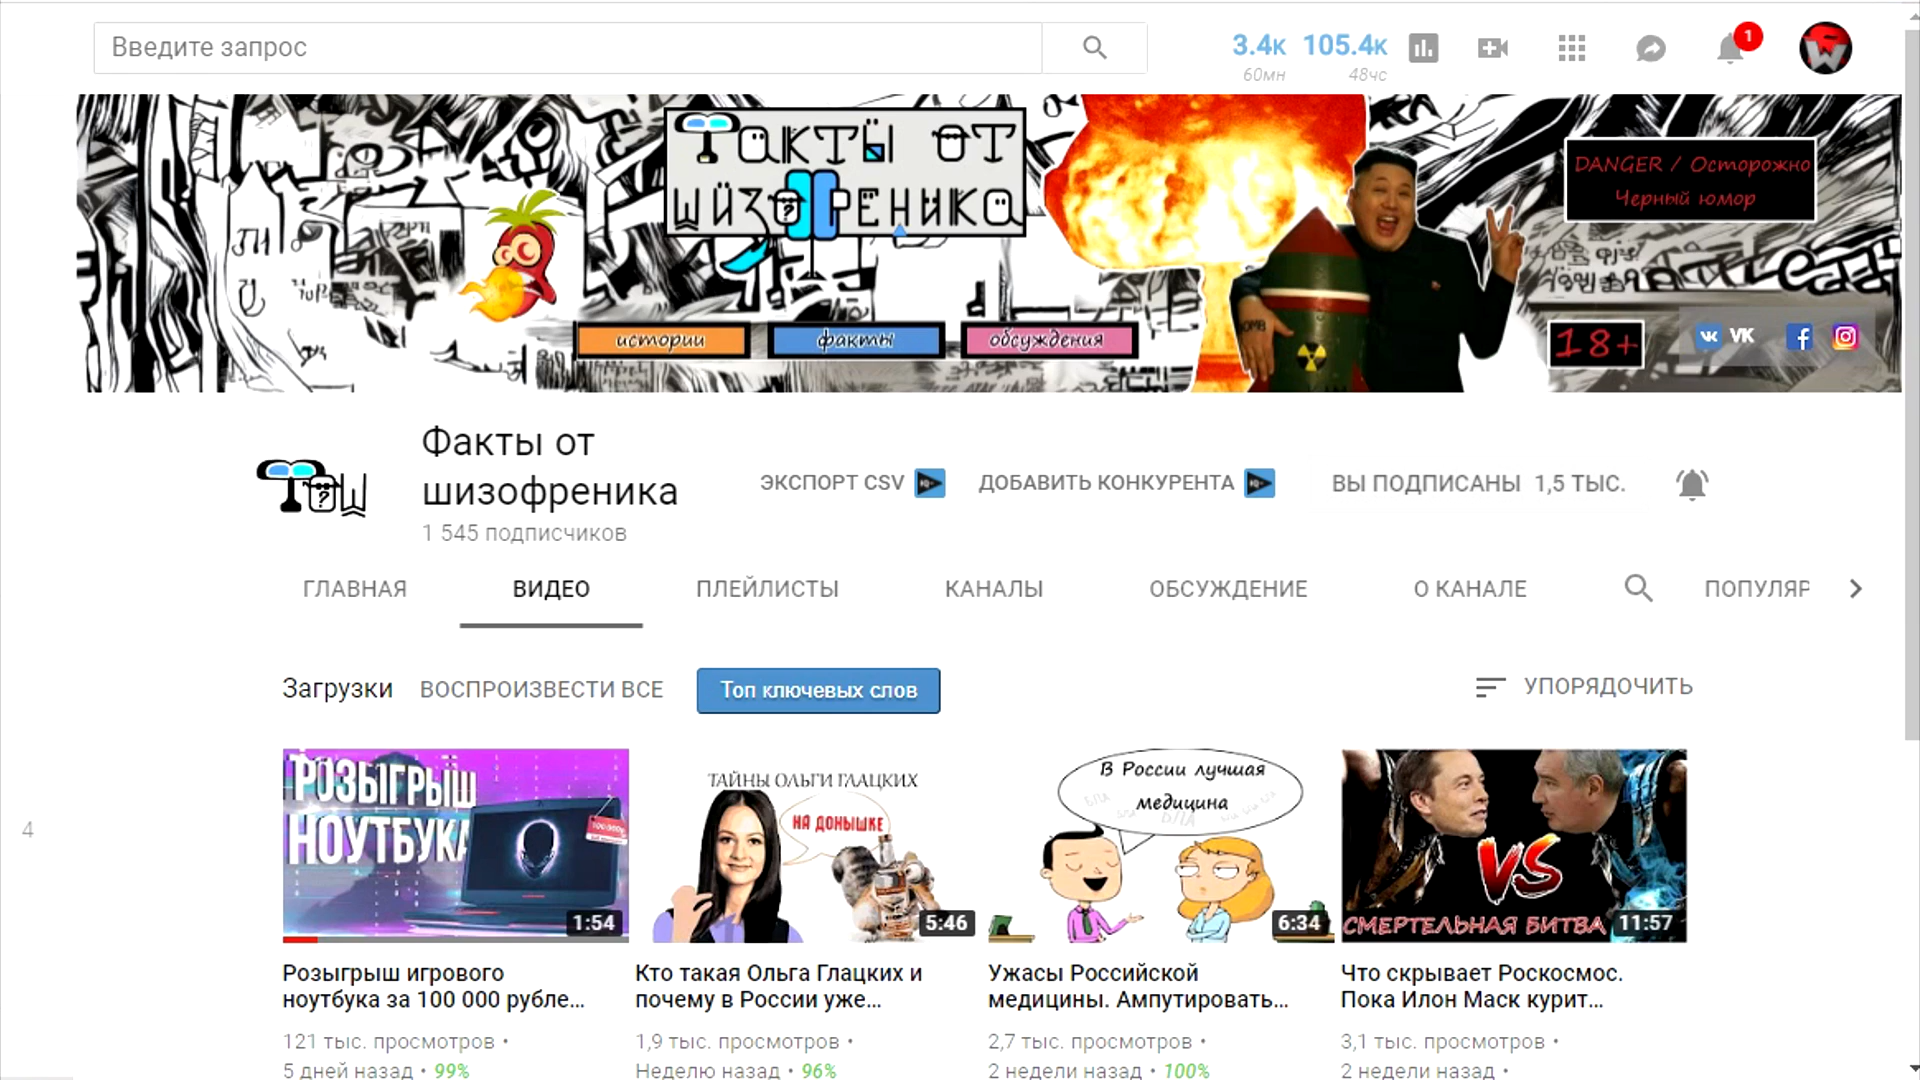 Введите запрос
3.4к 105.4к
60мн 48чс
1
Факты от
шизофреника
DANGER / Осторожно
Черный юмор
истории факты обсуждения
18+
VK
Факты от
шизофреника
1 545 подписчиков
ЭКСПОРТ CSV
ДОБАВИТЬ КОНКУРЕНТА
ВЫ ПОДПИСАНЫ 1,5 ТЫС.
ГЛАВНАЯ ВИДЕО ПЛЕЙЛИСТЫ КАНАЛЫ ОБСУЖДЕНИЕ О КАНАЛЕ ПОПУЛЯР
Загрузки ВОСПРОИЗВЕСТИ ВСЕ Топ ключевых слов УПОРЯДОЧИТЬ
4
РОЗЫГРЫШ
НОУТБУКА
1:54
ТАЙНЫ ОЛЬГИ ГЛАЦКИХ
НА ДОНЫШКЕ
5:46
В России лучшая
медицина
6:34
VS
СМЕРТЕЛЬНАЯ БИТВА
11:57
Розыгрыш игрового
ноутбука за 100 000 рубле...
121 тыс. просмотров •
5 дней назад • 99%
Кто такая Ольга Глацких и
почему в России уже...
1,9 тыс. просмотров •
Неделю назад • 96%
Ужасы Российской
медицины. Ампутировать...
2,7 тыс. просмотров •
2 недели назад • 100%
Что скрывает Роскосмос.
Пока Илон Маск курит...
3,1 тыс. просмотров •
2 недели назад •